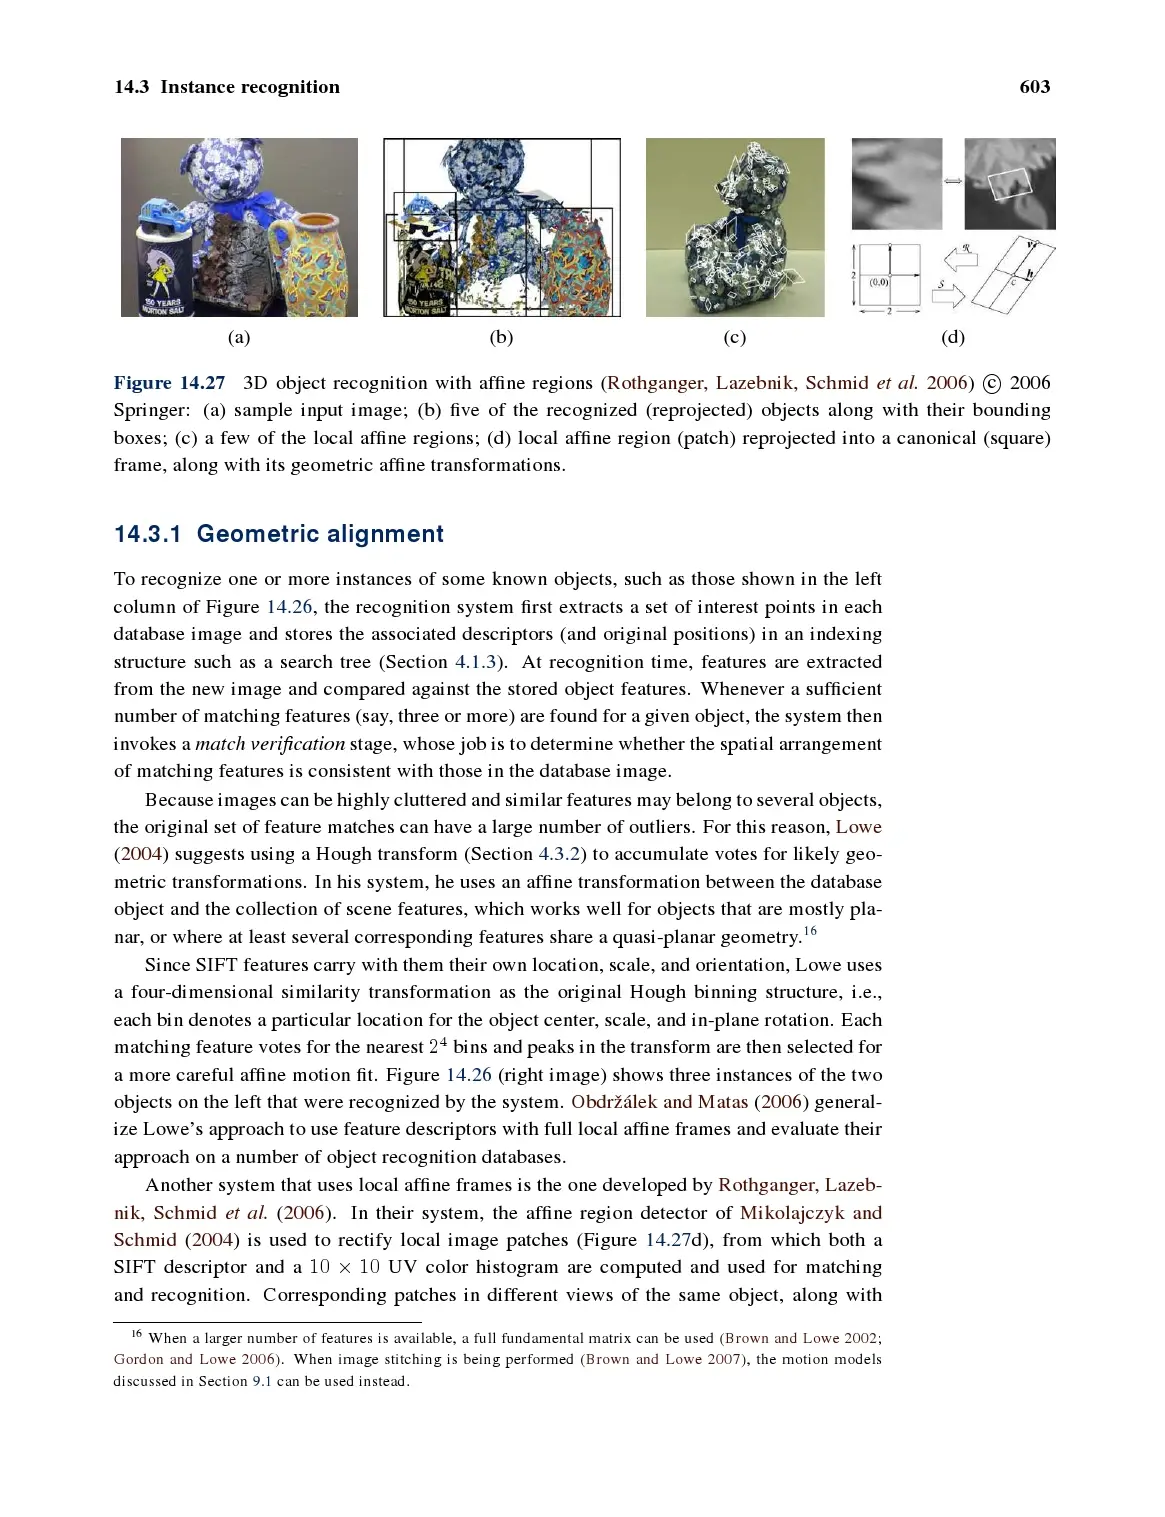 14.3 Instance recognition 603
150 YEARS
MORTON SALT
150 YEARS
MORTON SALT
2
(0,0)
2
R
S
v
h
c
(a) (b) (c) (d)
Figure 14.27 3D object recognition with affine regions (Rothganger, Lazebnik, Schmid et al. 2006) © 2006
Springer: (a) sample input image; (b) five of the recognized (reprojected) objects along with their bounding
boxes; (c) a few of the local affine regions; (d) local affine region (patch) reprojected into a canonical (square)
frame, along with its geometric affine transformations.
14.3.1 Geometric alignment
To recognize one or more instances of some known objects, such as those shown in the left
column of Figure 14.26, the recognition system first extracts a set of interest points in each
database image and stores the associated descriptors (and original positions) in an indexing
structure such as a search tree (Section 4.1.3). At recognition time, features are extracted
from the new image and compared against the stored object features. Whenever a sufficient
number of matching features (say, three or more) are found for a given object, the system then
invokes a match verification stage, whose job is to determine whether the spatial arrangement
of matching features is consistent with those in the database image.
Because images can be highly cluttered and similar features may belong to several objects,
the original set of feature matches can have a large number of outliers. For this reason, Lowe
(2004) suggests using a Hough transform (Section 4.3.2) to accumulate votes for likely geo-
metric transformations. In his system, he uses an affine transformation between the database
object and the collection of scene features, which works well for objects that are mostly pla-
nar, or where at least several corresponding features share a quasi-planar geometry.16
Since SIFT features carry with them their own location, scale, and orientation, Lowe uses
a four-dimensional similarity transformation as the original Hough binning structure, i.e.,
each bin denotes a particular location for the object center, scale, and in-plane rotation. Each
matching feature votes for the nearest 2⁴ bins and peaks in the transform are then selected for
a more careful affine motion fit. Figure 14.26 (right image) shows three instances of the two
objects on the left that were recognized by the system. Obdržálek and Matas (2006) general-
ize Lowe's approach to use feature descriptors with full local affine frames and evaluate their
approach on a number of object recognition databases.
Another system that uses local affine frames is the one developed by Rothganger, Lazeb-
nik, Schmid et al. (2006). In their system, the affine region detector of Mikolajczyk and
Schmid (2004) is used to rectify local image patches (Figure 14.27d), from which both a
SIFT descriptor and a 10 × 10 UV color histogram are computed and used for matching
and recognition. Corresponding patches in different views of the same object, along with
16 When a larger number of features is available, a full fundamental matrix can be used (Brown and Lowe 2002;
Gordon and Lowe 2006). When image stitching is being performed (Brown and Lowe 2007), the motion models
discussed in Section 9.1 can be used instead.